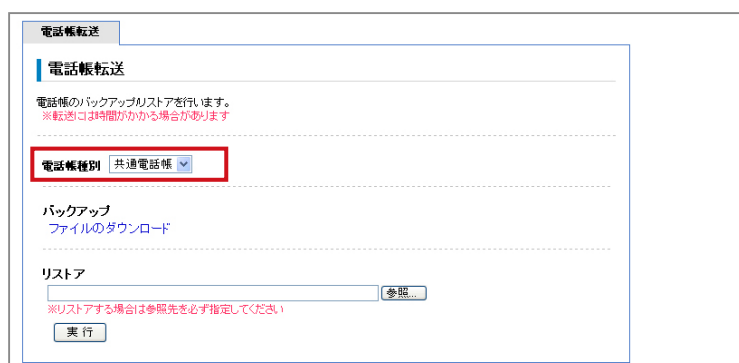 電話帳転送
電話帳転送
電話帳のバックアップ/リストアを行います。
※転送には時間がかかる場合があります
電話帳種別 共通電話帳
バックアップ
ファイルのダウンロード
リストア
参照...
※リストアする場合は参照先を必ず指定してください
実行